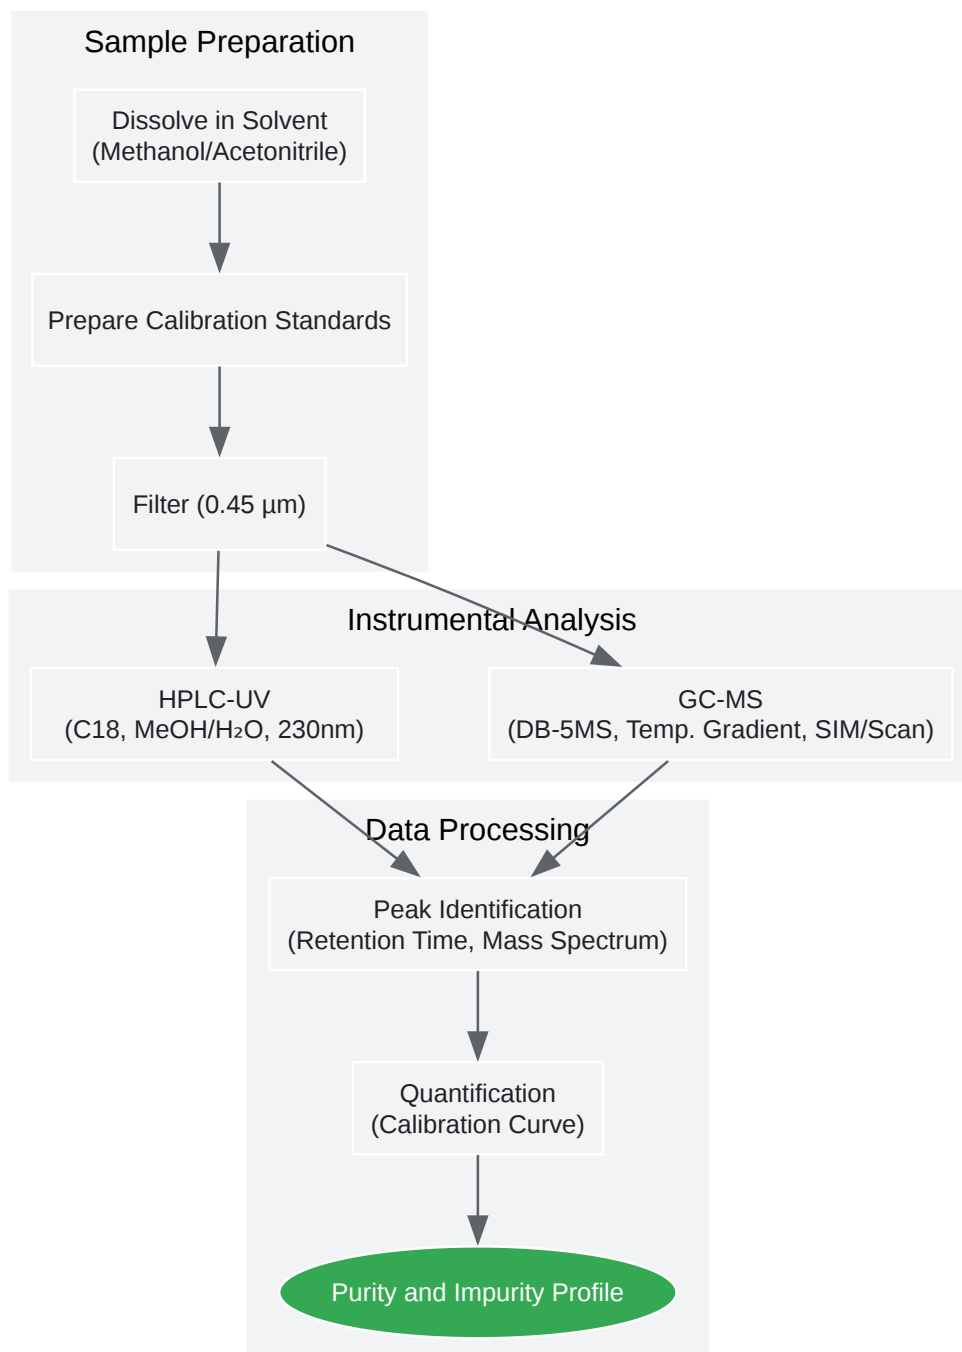 Sample Preparation
Dissolve in Solvent
(Methanol/Acetonitrile)
Prepare Calibration Standards
Filter (0.45 µm)
Instrumental Analysis
HPLC-UV
(C18, MeOH/H₂O, 230nm)
GC-MS
(DB-5MS, Temp. Gradient, SIM/Scan)
Data Processing
Peak Identification
(Retention Time, Mass Spectrum)
Quantification
(Calibration Curve)
Purity and Impurity Profile